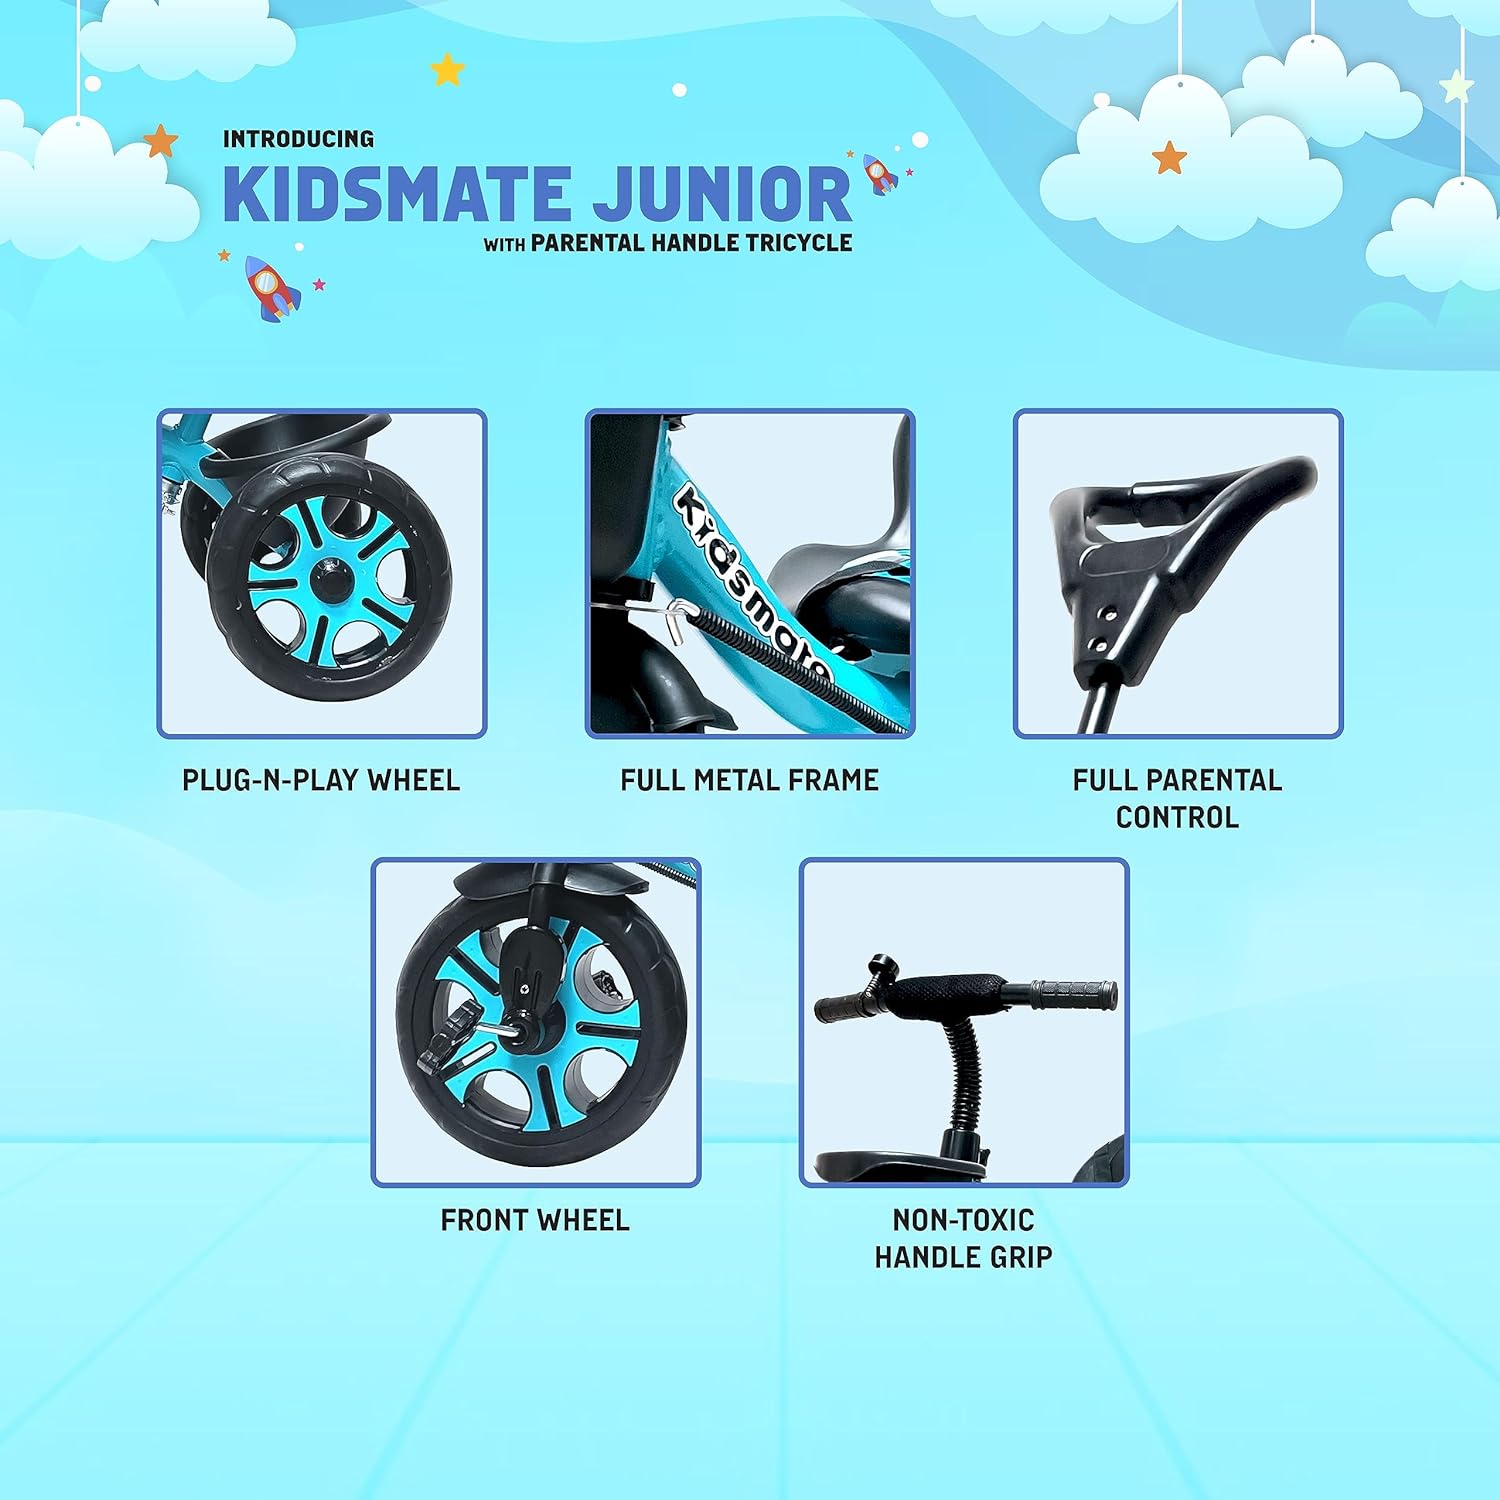 INTRODUCING
KIDSMATE JUNIOR
WITH PARENTAL HANDLE TRICYCLE
Kidsmate
PLUG-N-PLAY WHEEL
FULL METAL FRAME
FULL PARENTAL
CONTROL
FRONT WHEEL
NON-TOXIC
HANDLE GRIP